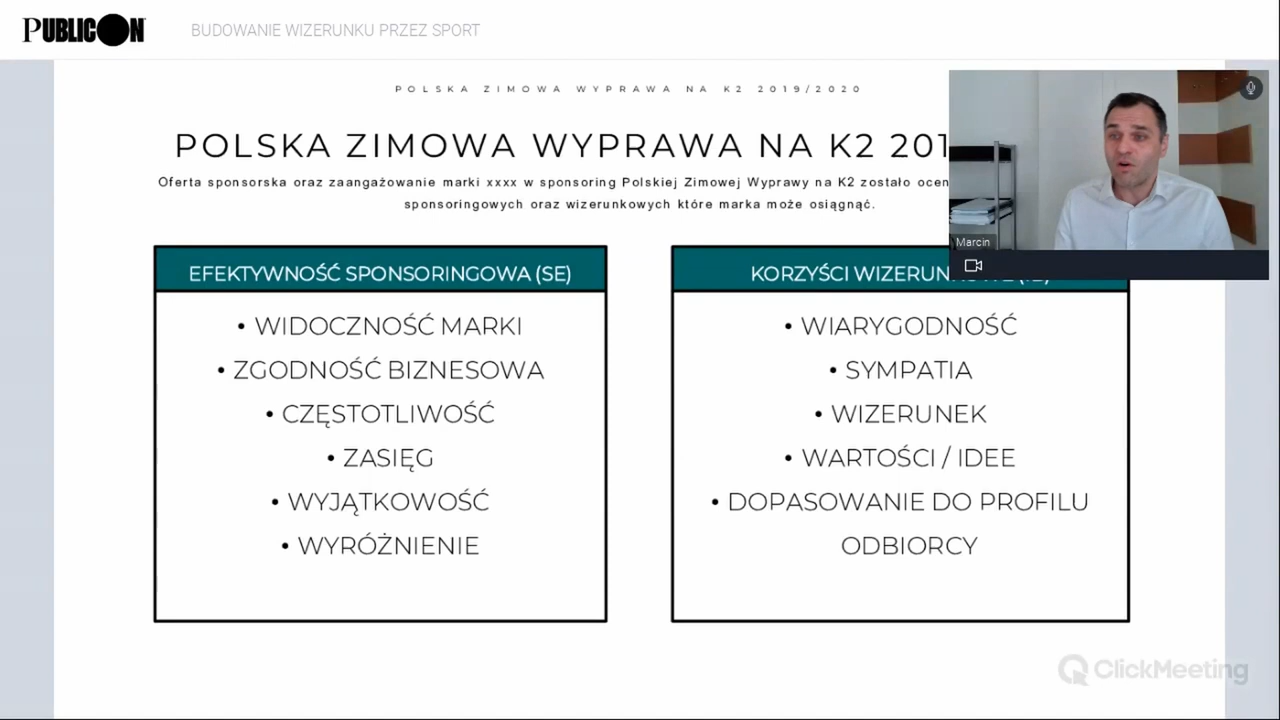 PUBLICON
BUDOWANIE WIZERUNKU PRZEZ SPORT
POLSKA ZIMOWA WYPRAWA NA K2 2019/2020
POLSKA ZIMOWA WYPRAWA NA K2 201
Oferta sponsorska oraz zaangażowanie marki xxxx w sponsoring Polskiej Zimowej Wyprawy na K2 zostało ocen
sponsoringowych oraz wizerunkowych które marka może osiągnąć.
Marcin
EFEKTYWNOŚĆ SPONSORINGOWA (SE)
• WIDOCZNOŚĆ MARKI
• ZGODNOŚĆ BIZNESOWA
• CZĘSTOTLIWOŚĆ
• ZASIĘG
• WYJĄTKOWOŚĆ
• WYRÓŻNIENIE
KORZYŚCI
• WIARYGODNOŚĆ
• SYMPATIA
• WIZERUNEK
• WARTOŚCI / IDEE
• DOPASOWANIE DO PROFILU
ODBIORCY
ClickMeeting